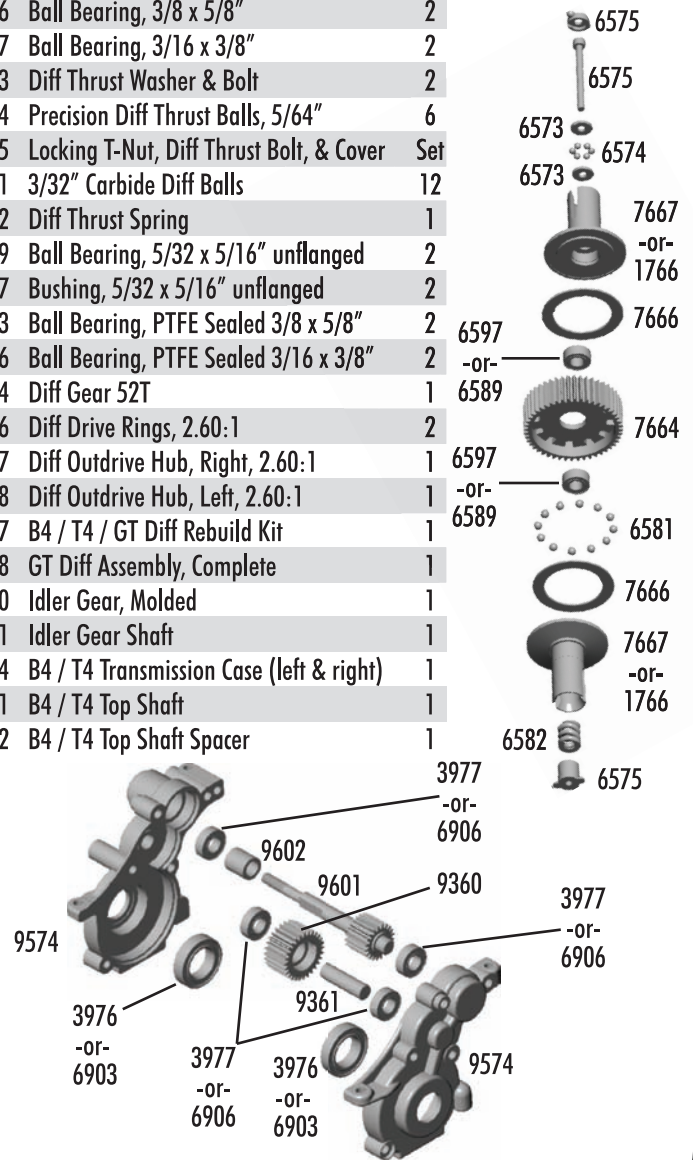 6 Ball Bearing, 3/8 x 5/8" 2
7 Ball Bearing, 3/16 x 3/8" 2
3 Diff Thrust Washer & Bolt 2
4 Precision Diff Thrust Balls, 5/64" 6
5 Locking T-Nut, Diff Thrust Bolt, & Cover Set
1 3/32" Carbide Diff Balls 12
2 Diff Thrust Spring 1
9 Ball Bearing, 5/32 x 5/16" unflanged 2
7 Bushing, 5/32 x 5/16" unflanged 2
3 Ball Bearing, PTFE Sealed 3/8 x 5/8" 2
6 Ball Bearing, PTFE Sealed 3/16 x 3/8" 2
4 Diff Gear 52T 1
6 Diff Drive Rings, 2.60:1 2
7 Diff Outdrive Hub, Right, 2.60:1 1
8 Diff Outdrive Hub, Left, 2.60:1 1
7 B4 / T4 / GT Diff Rebuild Kit 1
8 GT Diff Assembly, Complete 1
0 Idler Gear, Molded 1
1 Idler Gear Shaft 1
4 B4 / T4 Transmission Case (left & right) 1
1 B4 / T4 Top Shaft 1
2 B4 / T4 Top Shaft Spacer 1
6575
6575
6573
6574
6573
7667
-or-
1766
7666
6597
-or-
6589
7664
6597
-or-
6589
6581
7666
7667
-or-
1766
6582
6575
3977
-or-
6906
9602
9601
9360
3977
-or-
6906
9574
3976
-or-
6903
9361
3977
-or-
6906
3976
-or-
6903
9574